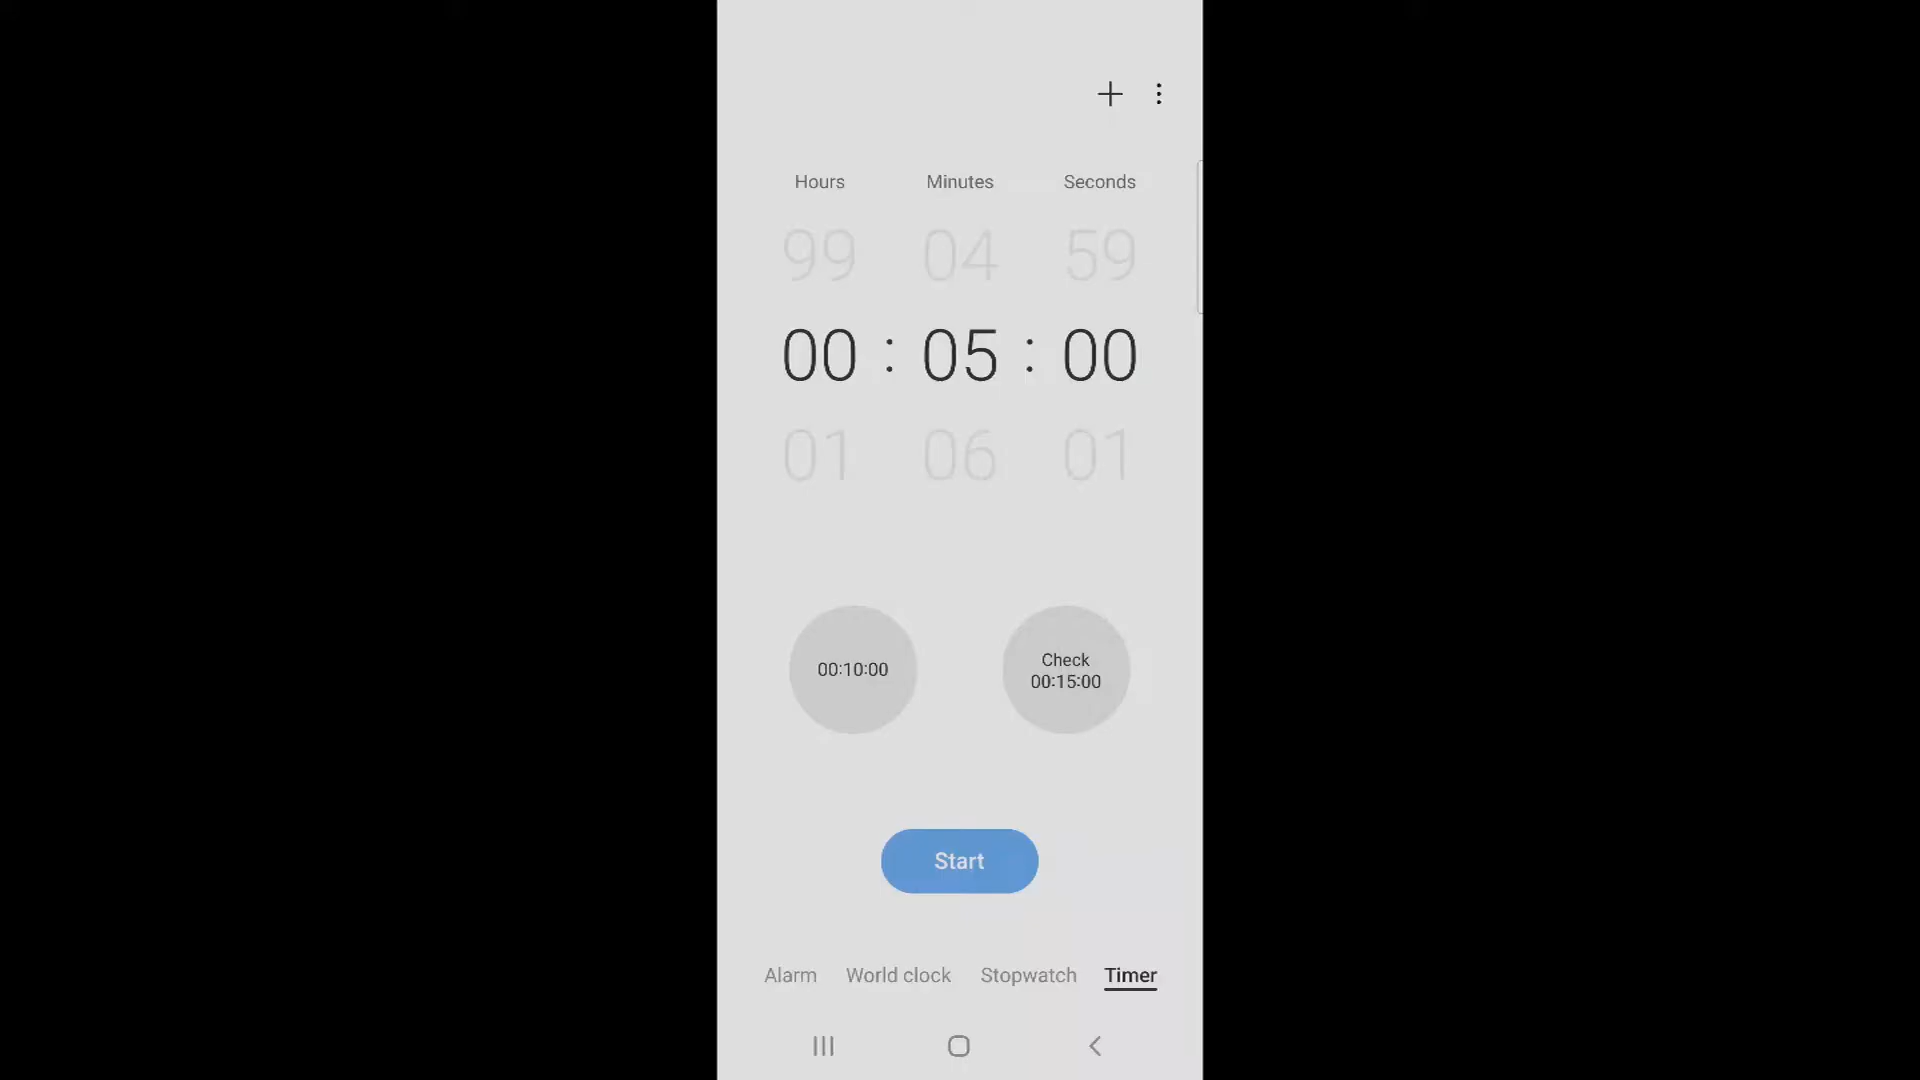 Hours Minutes Seconds
99 04 59
00 : 05 : 00
01 06 01
00:10:00
Check
00:15:00
Start
Alarm World clock Stopwatch Timer